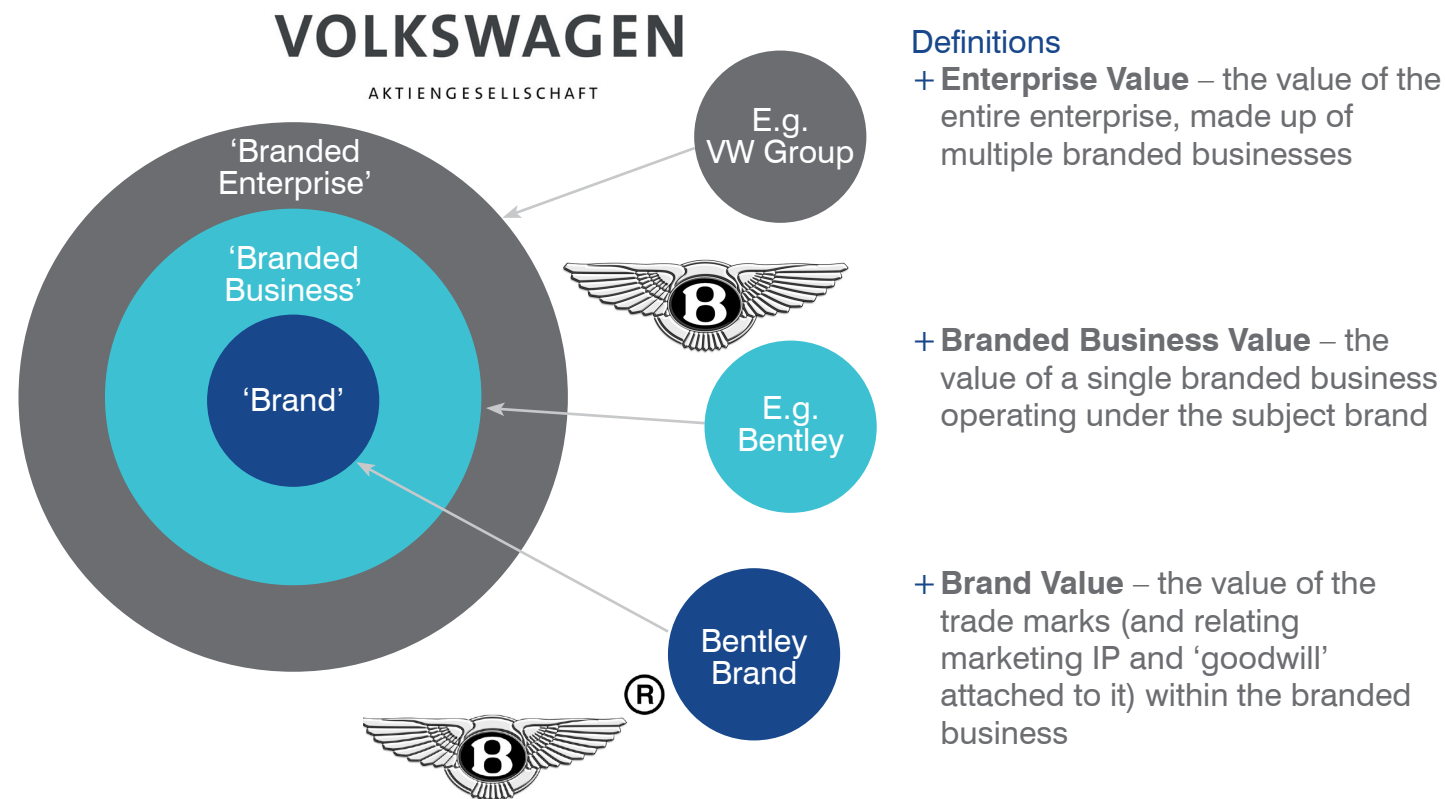 VOLKSWAGEN
AKTIENGESELLSCHAFT
‘Branded
Enterprise’
‘Branded
Business’
‘Brand’
E.g.
VW Group
B
E.g.
Bentley
Bentley
Brand
®
B
Definitions
+ Enterprise Value – the value of the
entire enterprise, made up of
multiple branded businesses
+ Branded Business Value – the
value of a single branded business
operating under the subject brand
+ Brand Value – the value of the
trade marks (and relating
marketing IP and ‘goodwill’
attached to it) within the branded
business